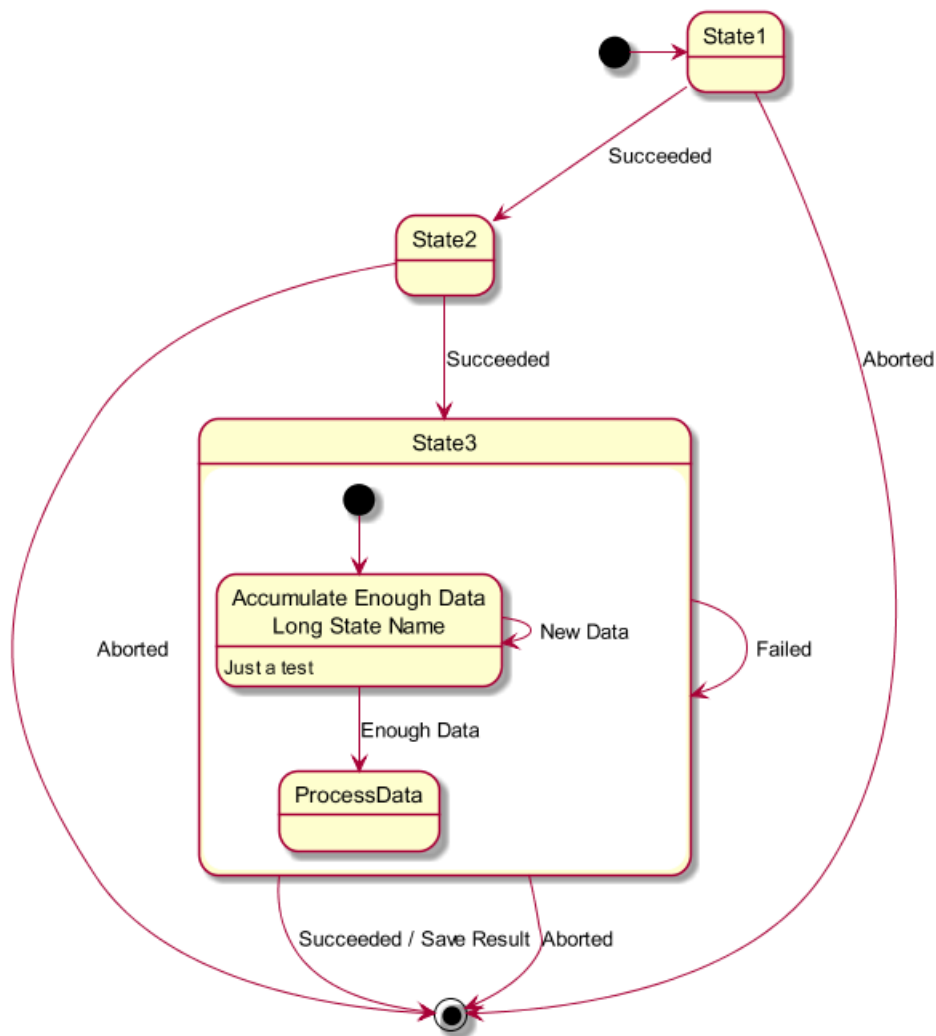 State1
Succeeded
State2
Succeeded
Aborted
State3
Accumulate Enough Data
Long State Name
New Data
Just a test
Aborted
Failed
Enough Data
ProcessData
Succeeded / Save Result
Aborted